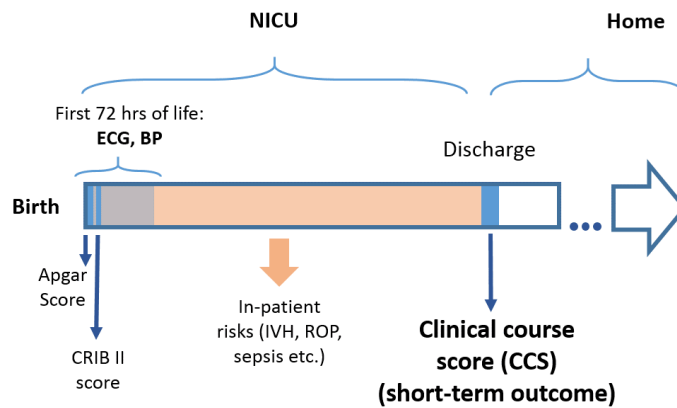 NICU
Home
First 72 hrs of life:
ECG, BP
Discharge
Birth
Apgar
Score
CRIB II
score
In-patient
risks (IVH, ROP,
sepsis etc.)
Clinical course
score (CCS)
(short-term outcome)